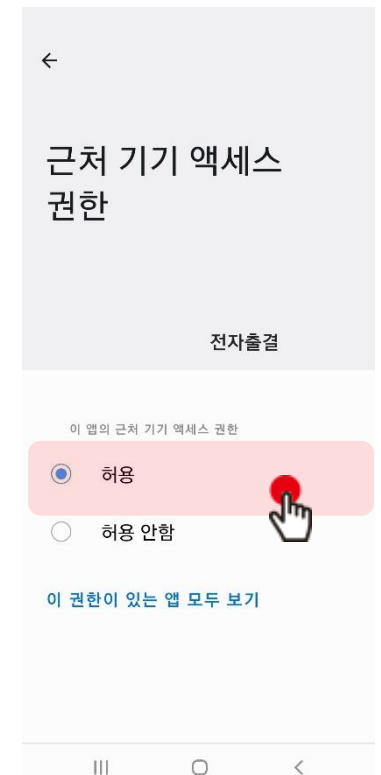 근처 기기 액세스
권한
전자출결
이 앱의 근처 기기 액세스 권한
허용
허용 안함
이 권한이 있는 앱 모두 보기